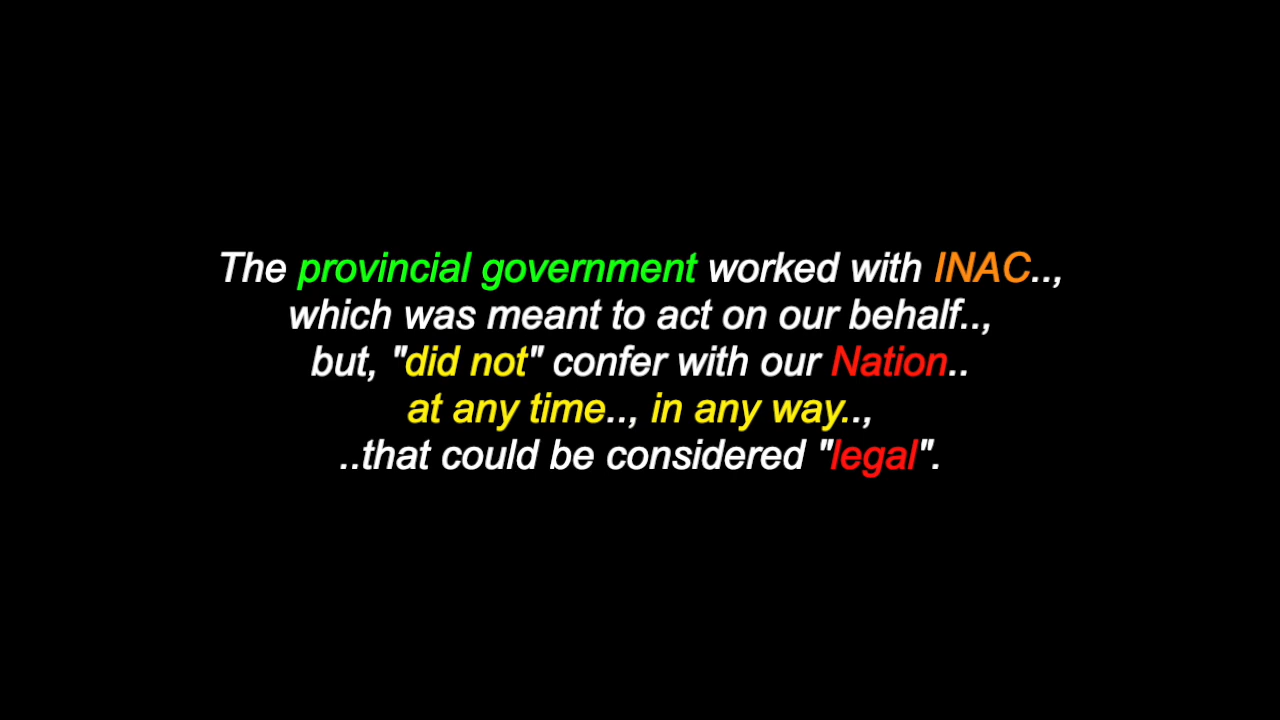 The provincial government worked with INAC..,
which was meant to act on our behalf..,
but, "did not" confer with our Nation..
at any time.., in any way..,
..that could be considered "legal".